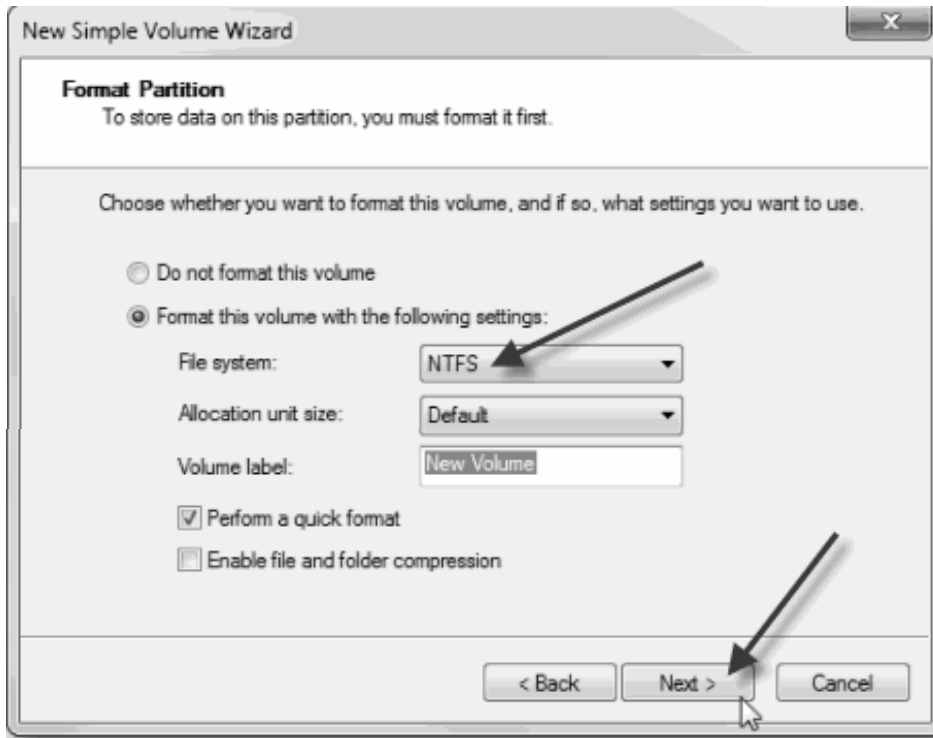 New Simple Volume Wizard
Format Partition
To store data on this partition, you must format it first.
Choose whether you want to format this volume, and if so, what settings you want to use.
Do not format this volume
Format this volume with the following settings:
File system: NTFS
Allocation unit size: Default
Volume label: New Volume
Perform a quick format
Enable file and folder compression
< Back Next > Cancel